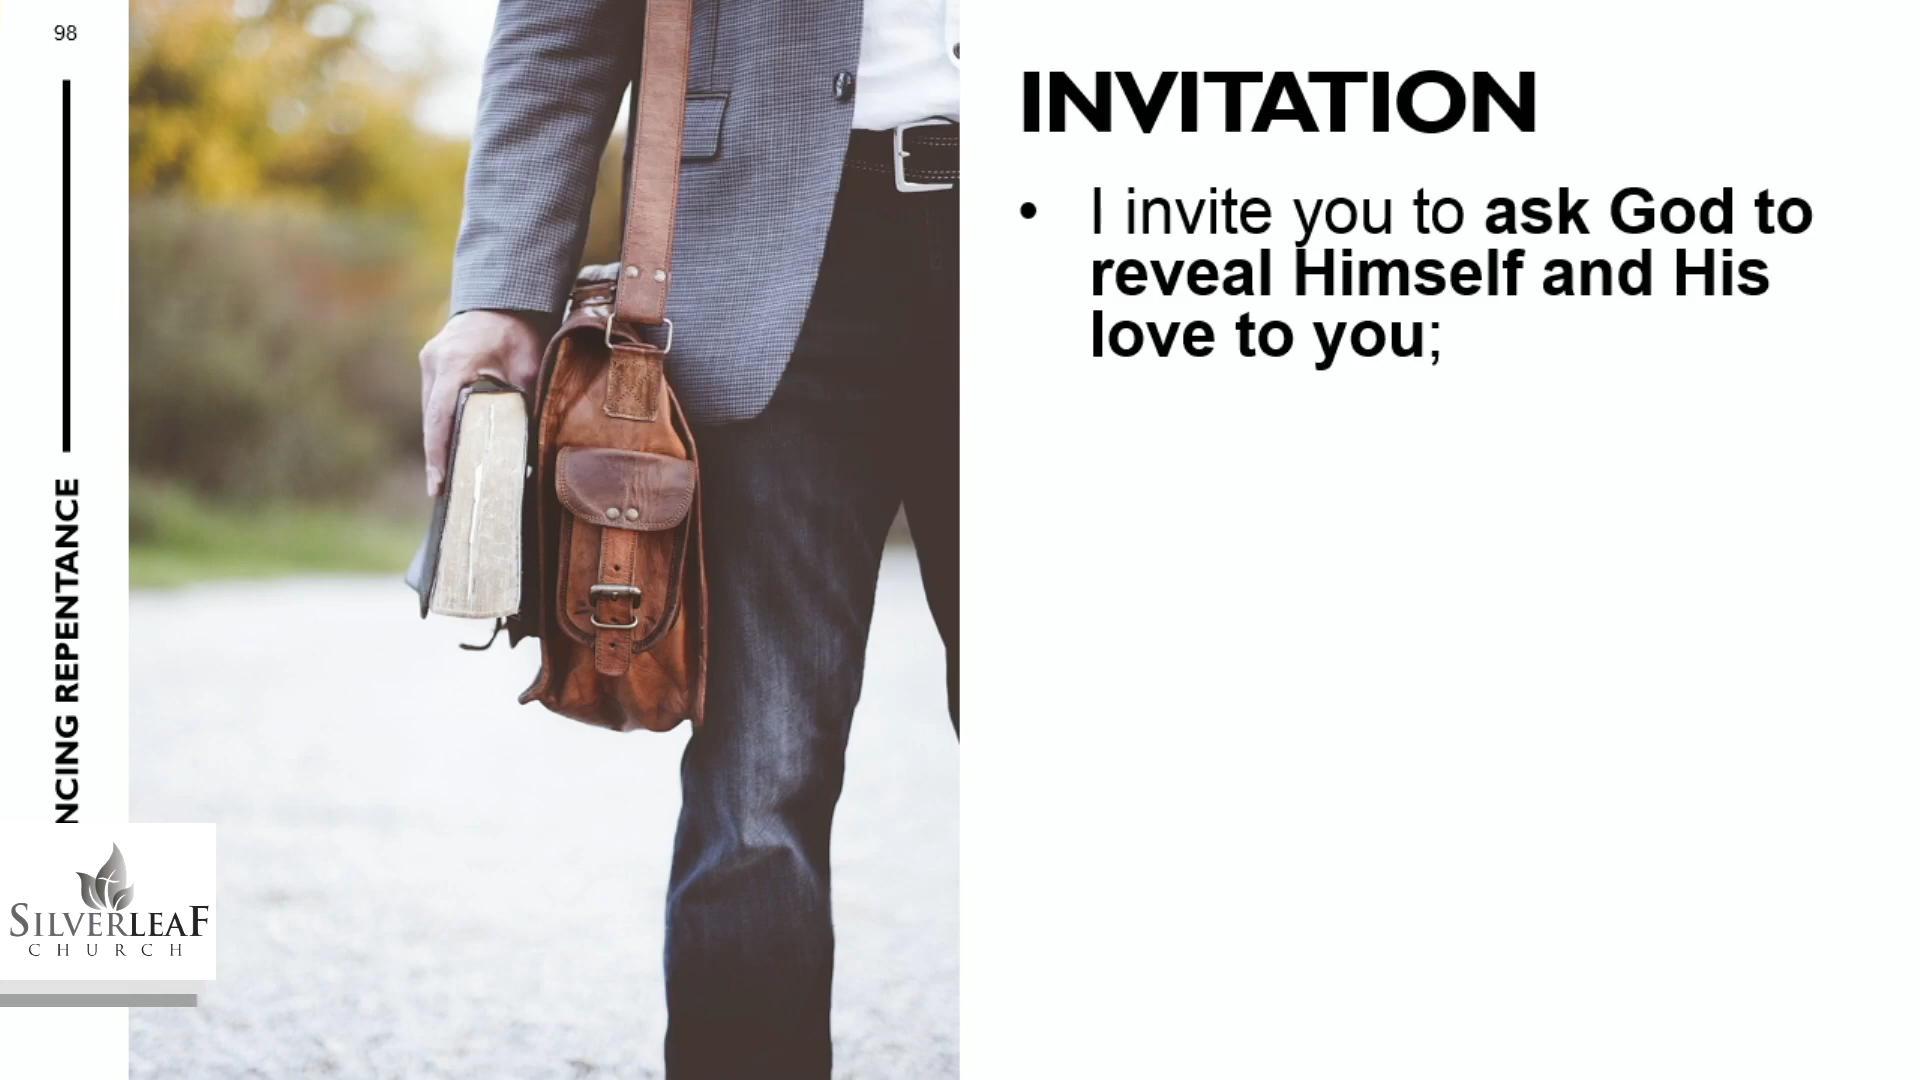 98
NCING REPENTANCE
SILVERLEAF
CHURCH
INVITATION
• I invite you to ask God to
reveal Himself and His
love to you;